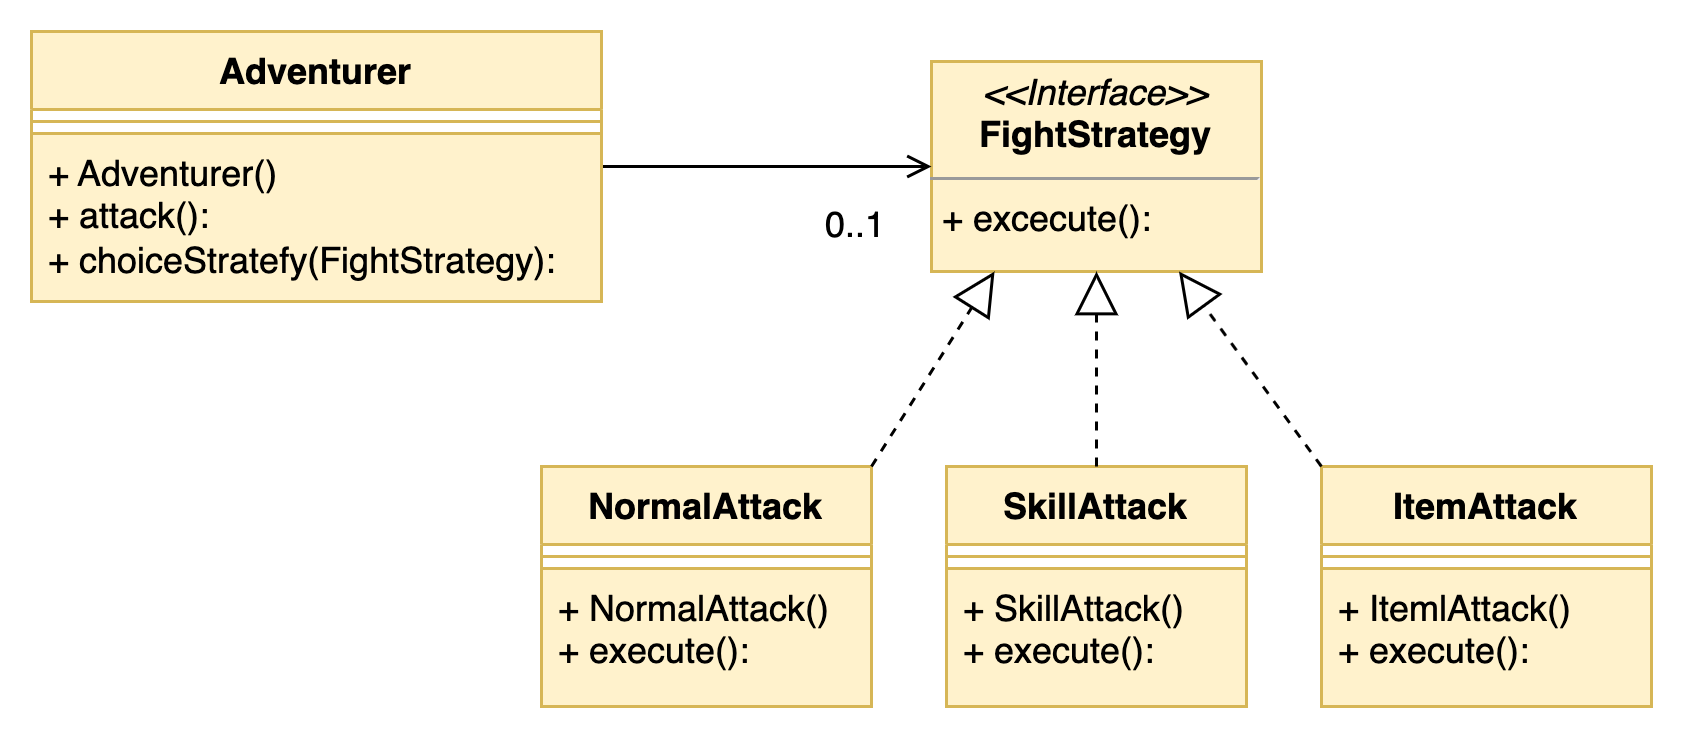 Adventurer
+ Adventurer()
+ attack():
+ choiceStratefy(FightStrategy):
0..1
<<Interface>>
FightStrategy
+ excecute():
NormalAttack
+ NormalAttack()
+ execute():
SkillAttack
+ SkillAttack()
+ execute():
ItemAttack
+ ItemlAttack()
+ execute():